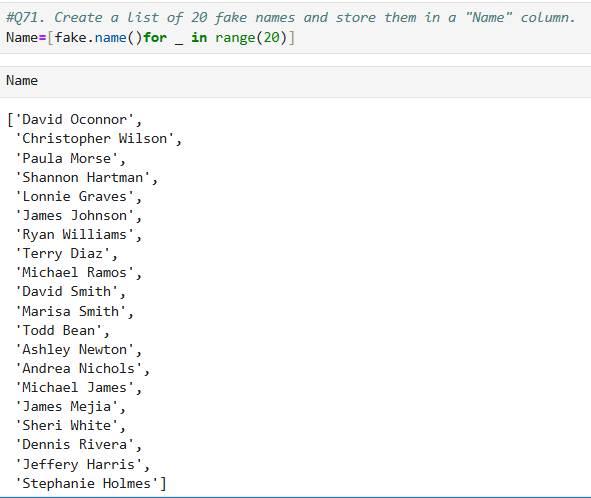 #Q71. Create a list of 20 fake names and store them in a "Name" column.
Name=[fake.name()for _ in range(20)]
Name
['David Oconnor',
 'Christopher Wilson',
 'Paula Morse',
 'Shannon Hartman',
 'Lonnie Graves',
 'James Johnson',
 'Ryan Williams',
 'Terry Diaz',
 'Michael Ramos',
 'David Smith',
 'Marisa Smith',
 'Todd Bean',
 'Ashley Newton',
 'Andrea Nichols',
 'Michael James',
 'James Mejia',
 'Sheri White',
 'Dennis Rivera',
 'Jeffery Harris',
 'Stephanie Holmes']